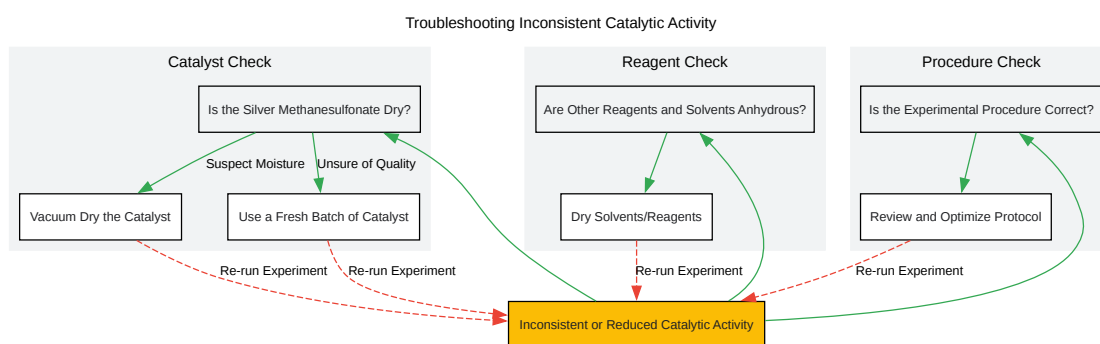 Troubleshooting Inconsistent Catalytic Activity
Catalyst Check
Reagent Check
Procedure Check
Is the Silver Methanesulfonate Dry?
Are Other Reagents and Solvents Anhydrous?
Is the Experimental Procedure Correct?
Suspect Moisture
Unsure of Quality
Vacuum Dry the Catalyst
Use a Fresh Batch of Catalyst
Dry Solvents/Reagents
Review and Optimize Protocol
Re-run Experiment
Re-run Experiment
Re-run Experiment
Re-run Experiment
Inconsistent or Reduced Catalytic Activity